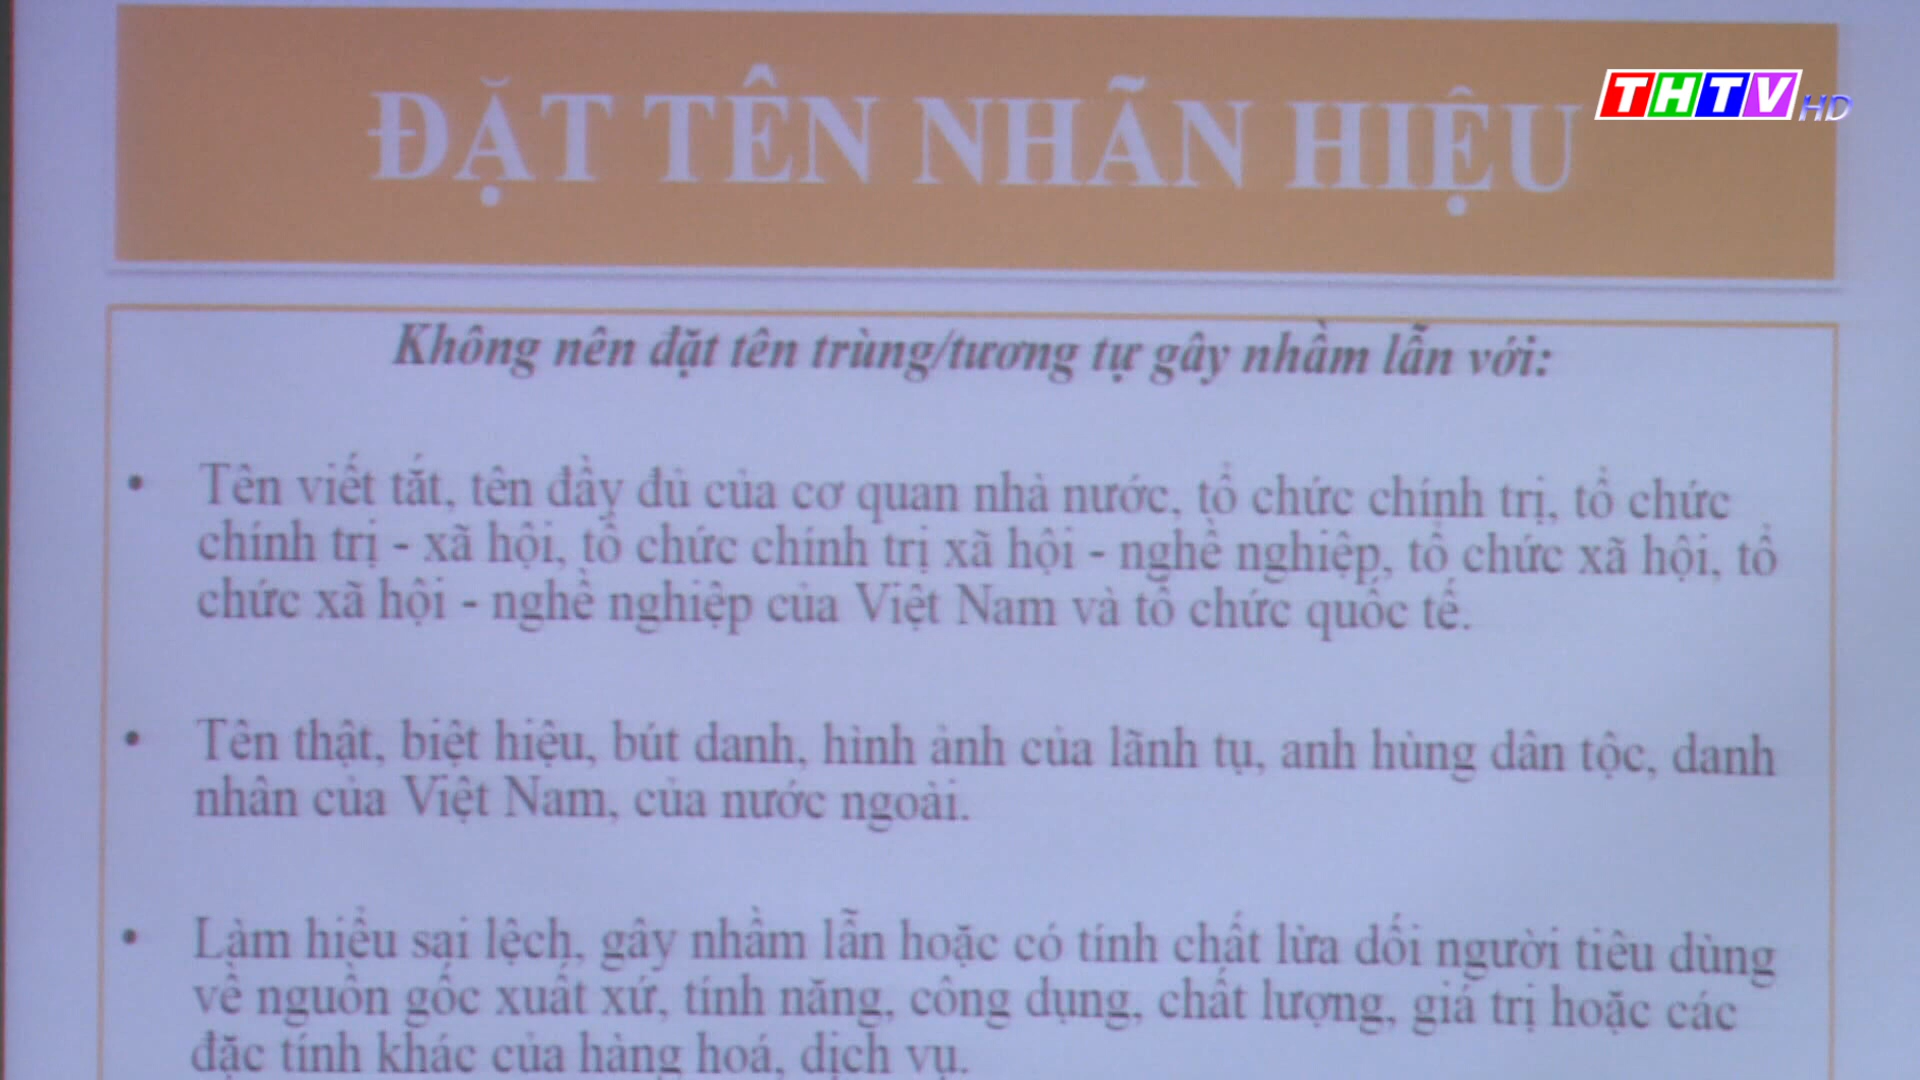 THTV HD
ĐẶT TÊN NHÃN HIỆU
Không nên đặt tên trùng/tương tự gây nhầm lẫn với:
• Tên viết tắt, tên đầy đủ của cơ quan nhà nước, tổ chức chính trị, tổ chức
chính trị - xã hội, tổ chức chính trị xã hội - nghề nghiệp, tổ chức xã hội, tổ
chức xã hội - nghề nghiệp của Việt Nam và tổ chức quốc tế.
• Tên thật, biệt hiệu, bút danh, hình ảnh của lãnh tụ, anh hùng dân tộc, danh
nhân của Việt Nam, của nước ngoài.
• Làm hiểu sai lệch, gây nhầm lẫn hoặc có tính chất lừa dối người tiêu dùng
về nguồn gốc xuất xứ, tính năng, công dụng, chất lượng, giá trị hoặc các
đặc tính khác của hàng hoá, dịch vụ.